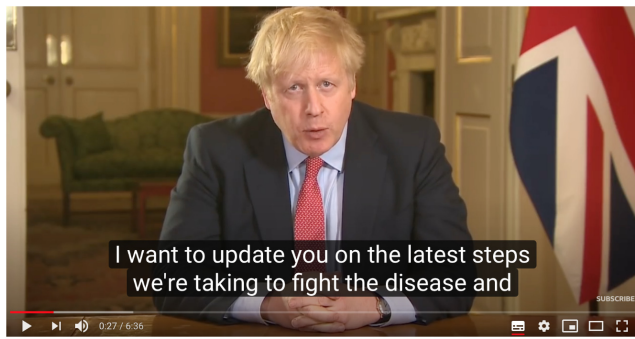 I want to update you on the latest steps
we're taking to fight the disease and
SUBSCRIBE
0:27 / 6:36